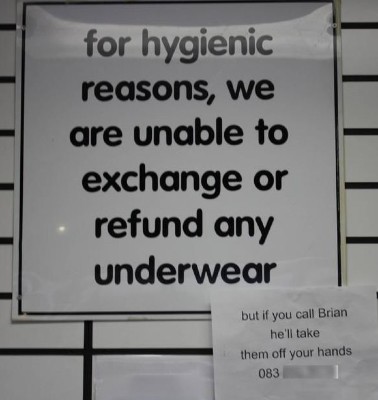 for hygienic
reasons, we
are unable to
exchange or
refund any
underwear
but if you call Brian
he'll take
them off your hands
083